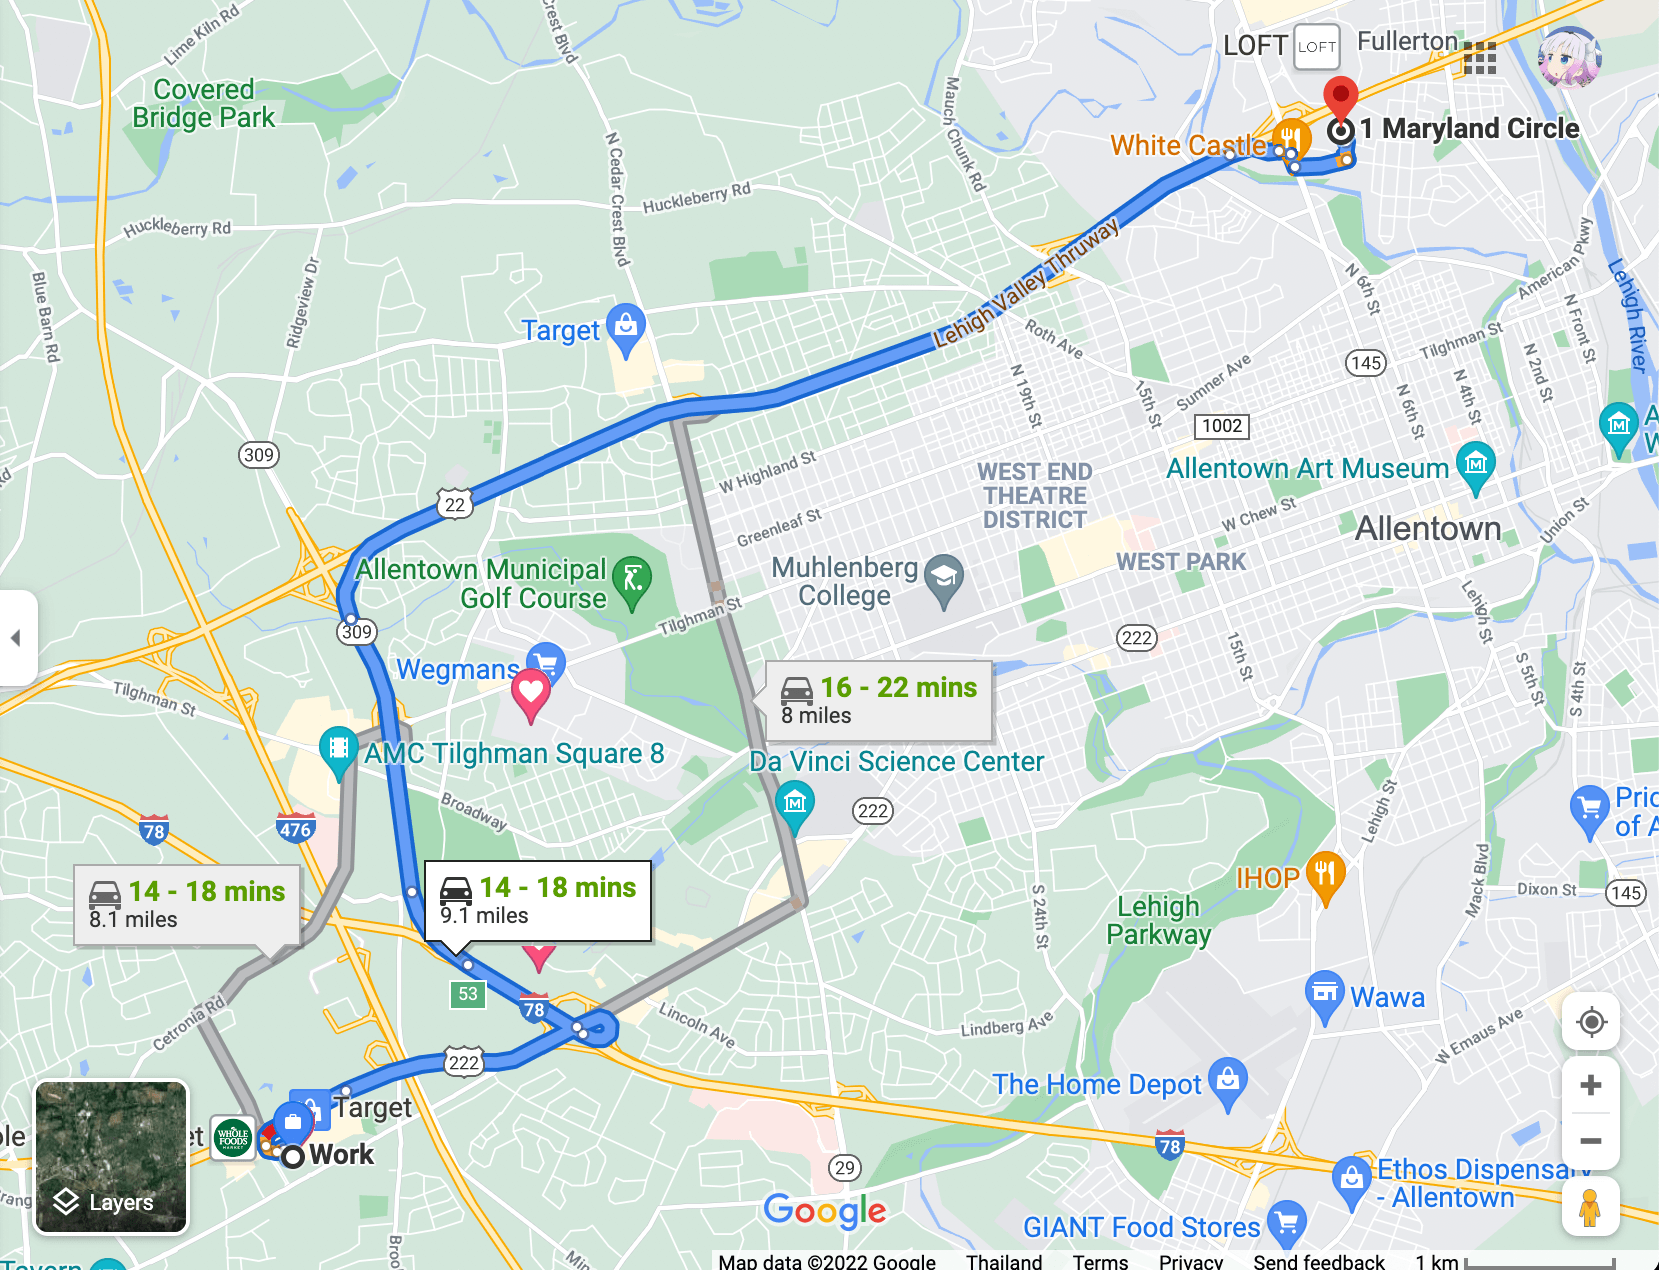 Lime Kiln Rd
Crest Blvd
LOFT
LOFT
Fullerton
Covered
Bridge Park
Mauch Chunk Rd
White Castle
1 Maryland Circle
N Cedar Crest Blvd
Huckleberry Rd
Huckleberry Rd
Blue Barn Rd
Ridgeview Dr
Lehigh Valley Thruway
N 6th St
American Pkwy
Lehigh River
N Front St
Target
Roth Ave
Tilghman St
145
N 2nd St
N 19th St
15th St
Sumner Ave
N 6th St
N 4th St
1002
309
W Highland St
WEST END
THEATRE
DISTRICT
Allentown Art Museum
A
W
22
Greenleaf St
W Chew St
Allentown
Union St
Allentown Municipal
Golf Course
Muhlenberg
College
WEST PARK
Tilghman St
309
222
15th St
Lehigh St
Wegmans
S 5th St
S 4th St
Tilghman St
16 - 22 mins
8 miles
AMC Tilghman Square 8
Da Vinci Science Center
Broadway
222
Lehigh St
Pric
of A
78
476
14 - 18 mins
8.1 miles
14 - 18 mins
9.1 miles
IHOP
Mack Blvd
Dixon St
145
S 24th St
Lehigh
Parkway
53
78
Lincoln Ave
Lindberg Ave
Wawa
W Emaus Ave
Cetronia Rd
222
The Home Depot
Target
et
WHOLE
FOODS
MARKET
ole
Work
78
29
Ethos Dispensary
- Allentown
rang
Layers
Google
GIANT Food Stores
Broo
Min
Tavern
Map data ©2022 Google
Thailand
Terms
Privacy
Send feedback
1 km